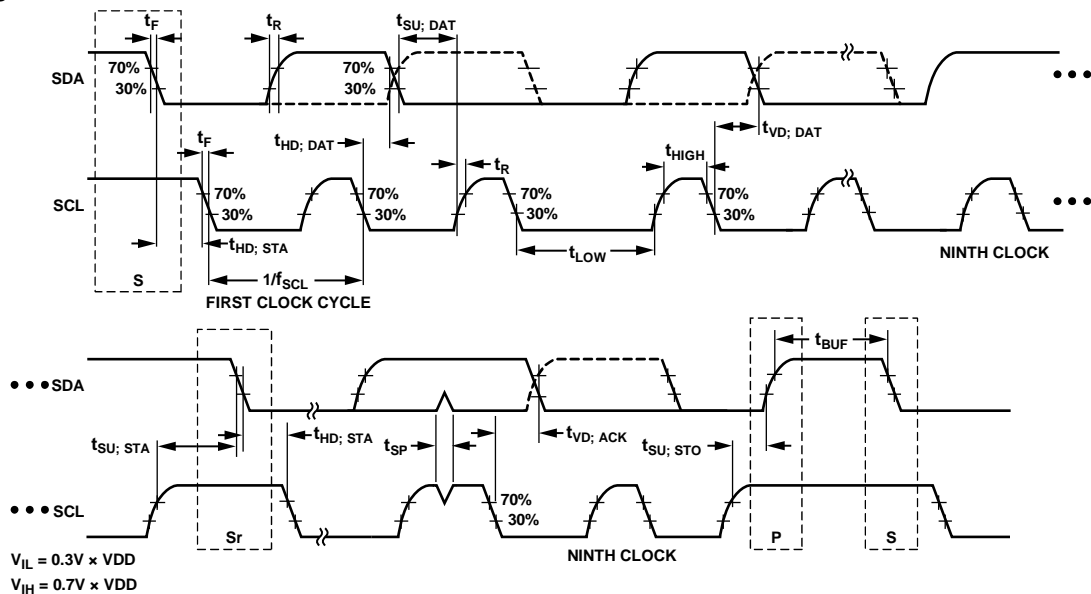 tF
tR
tSU; DAT
SDA
70%
30%
70%
30%
•••
tHD; DAT
tVD; DAT
tF
tR
tHIGH
SCL
70%
30%
70%
30%
70%
30%
70%
30%
•••
tHD; STA
tLOW
NINTH CLOCK
S
1/fSCL
FIRST CLOCK CYCLE
tBUF
•••SDA
tSU; STA
tHD; STA
tSP
tVD; ACK
tSU; STO
•••SCL
70%
30%
Sr
P
S
NINTH CLOCK
VIL = 0.3V × VDD
VIH = 0.7V × VDD